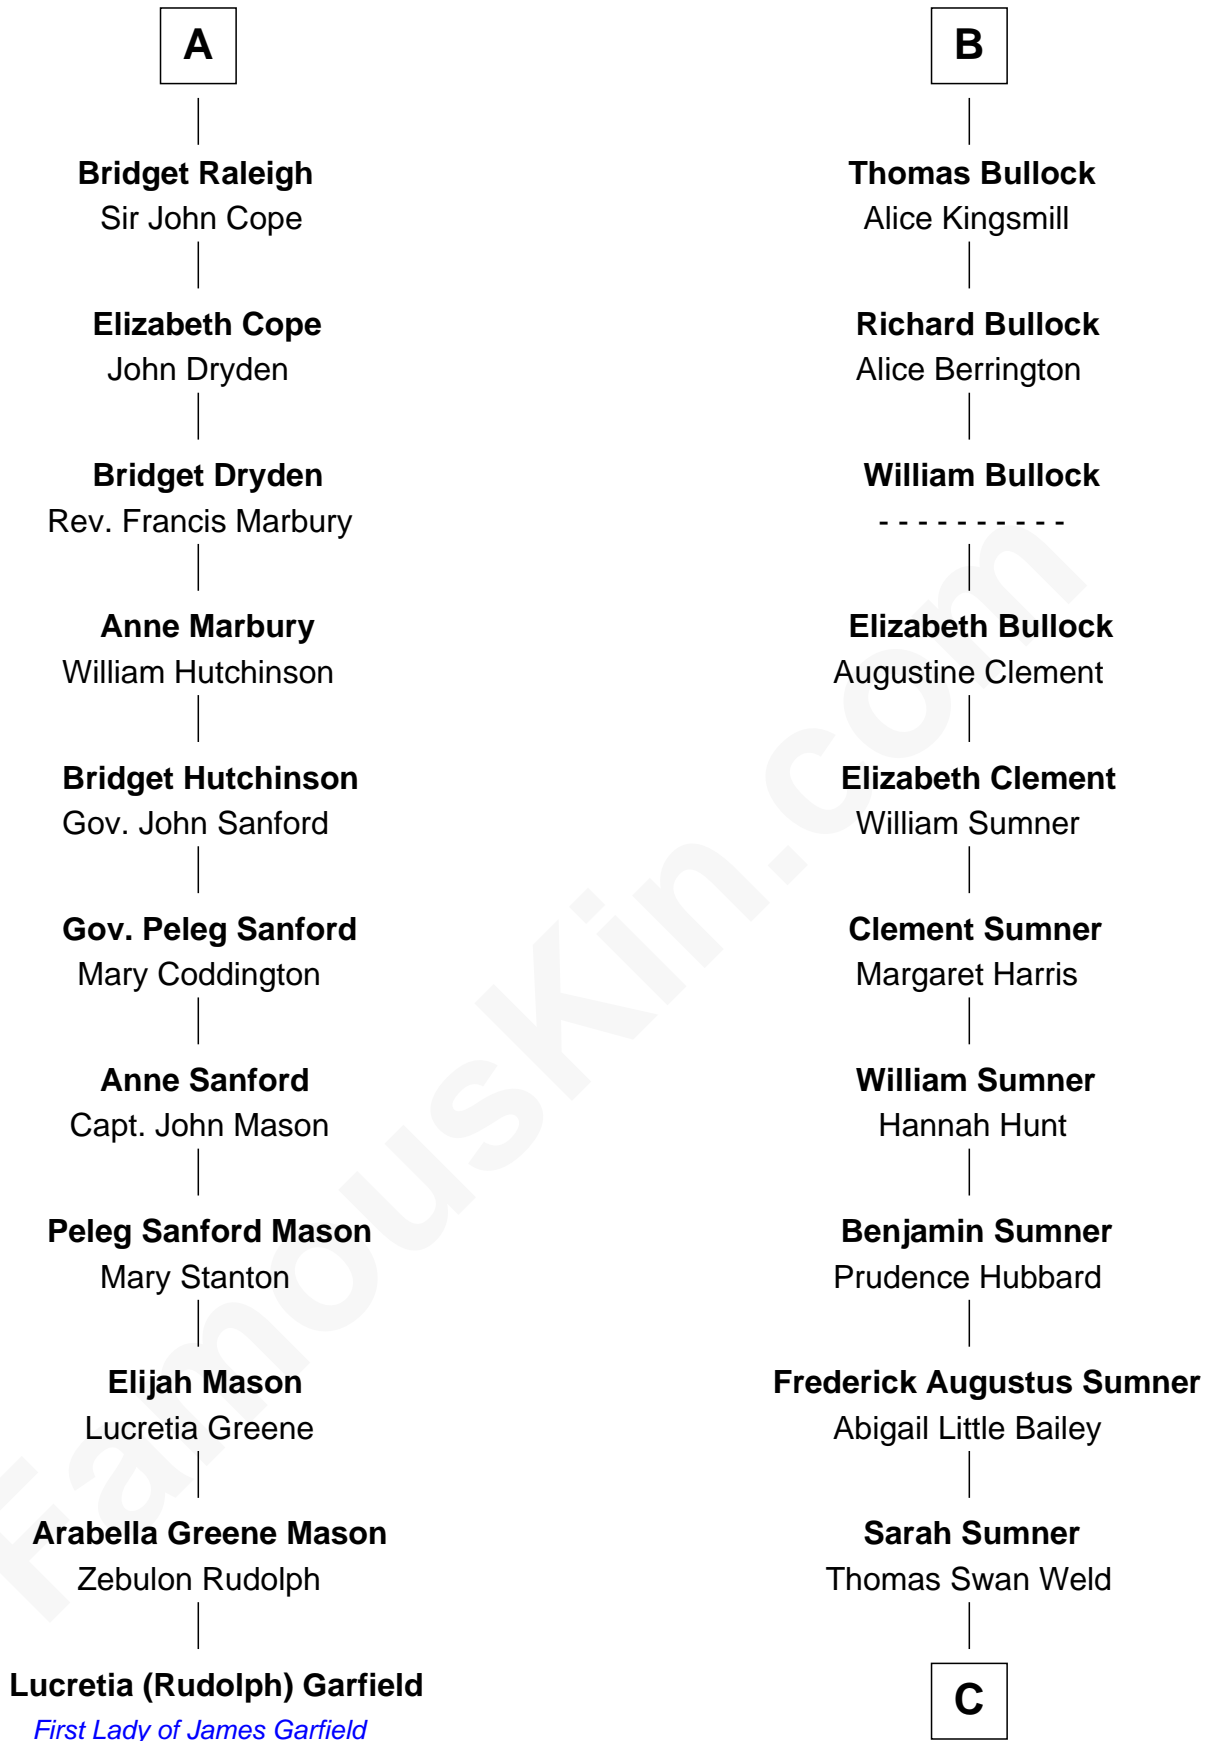 A
Bridget Raleigh
Sir John Cope
Elizabeth Cope
John Dryden
Bridget Dryden
Rev. Francis Marbury
Anne Marbury
William Hutchinson
Bridget Hutchinson
Gov. John Sanford
Gov. Peleg Sanford
Mary Coddington
Anne Sanford
Capt. John Mason
Peleg Sanford Mason
Mary Stanton
Elijah Mason
Lucretia Greene
Arabella Greene Mason
Zebulon Rudolph
Lucretia (Rudolph) Garfield
First Lady of James Garfield
B
Thomas Bullock
Alice Kingsmill
Richard Bullock
Alice Berrington
William Bullock
- - - - - - - - - -
Elizabeth Bullock
Augustine Clement
Elizabeth Clement
William Sumner
Clement Sumner
Margaret Harris
William Sumner
Hannah Hunt
Benjamin Sumner
Prudence Hubbard
Frederick Augustus Sumner
Abigail Little Bailey
Sarah Sumner
Thomas Swan Weld
C
FamousKin.com